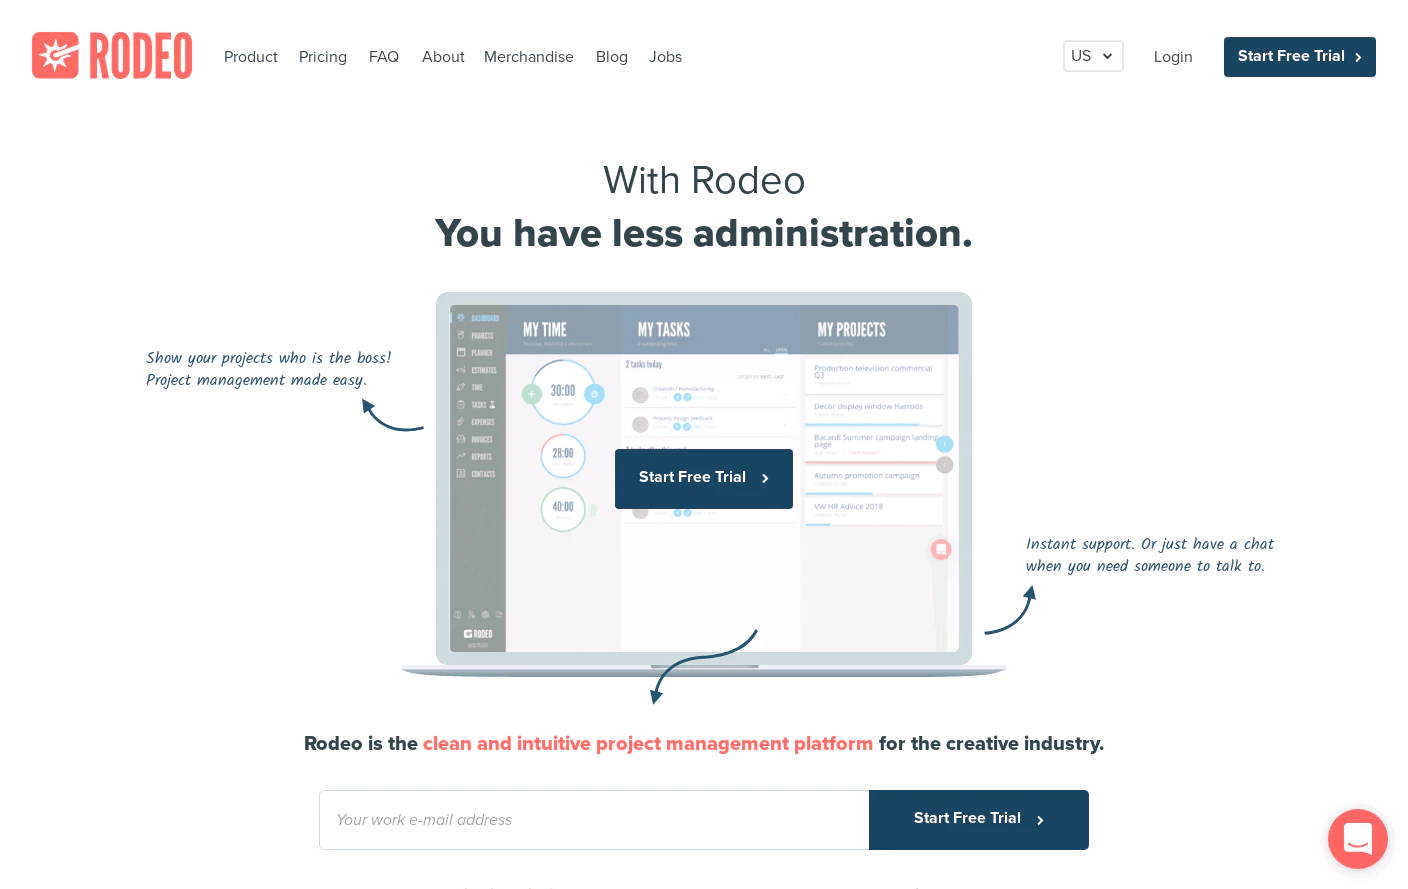 RODEO
Product Pricing FAQ About Merchandise Blog Jobs
US
Login
Start Free Trial
With Rodeo
You have less administration.
Show your projects who is the boss!
Project management made easy.
DASHBOARD
PROJECTS
PLANNER
ESTIMATES
TIME
TASKS
EXPENSES
INVOICES
REPORTS
CONTACTS
RODEO
MY TIME
30:00
28:00
40:00
MY TASKS
ALL OPEN
2 tasks today
Creation / manufacturing
Process design feedback
MY PROJECTS
Production television commercial
Q3
Decor display window Harrods
Bacardi Summer campaign landing
page
Autumn promotion campaign
VW HR Advice 2018
Start Free Trial
Instant support. Or just have a chat
when you need someone to talk to.
Rodeo is the clean and intuitive project management platform for the creative industry.
Your work e-mail address
Start Free Trial